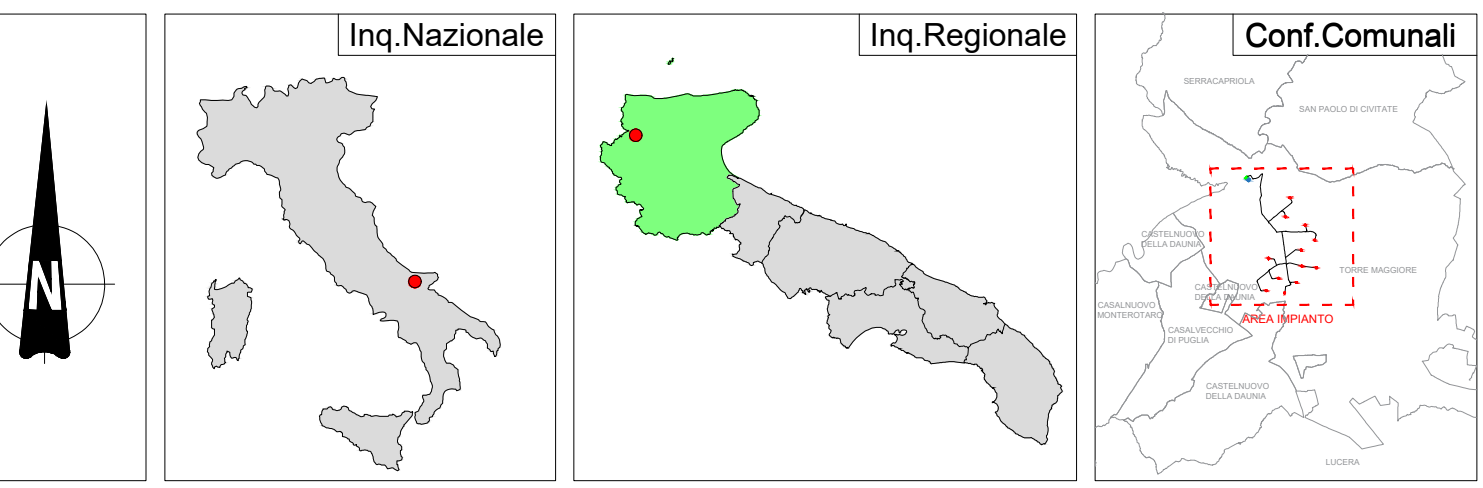 N
Inq.Nazionale
Inq.Regionale
Conf.Comunali
SERRACAPRIOLA
SAN PAOLO DI CIVITATE
CASTELNUOVO
DELLA DAUNIA
TORRE MAGGIORE
CASTELNUOVO
DELLA DAUNIA
CASALNUOVO
MONTEROTARO
AREA IMPIANTO
CASALVECCHIO
DI PUGLIA
CASTELNUOVO
DELLA DAUNIA
LUCERA